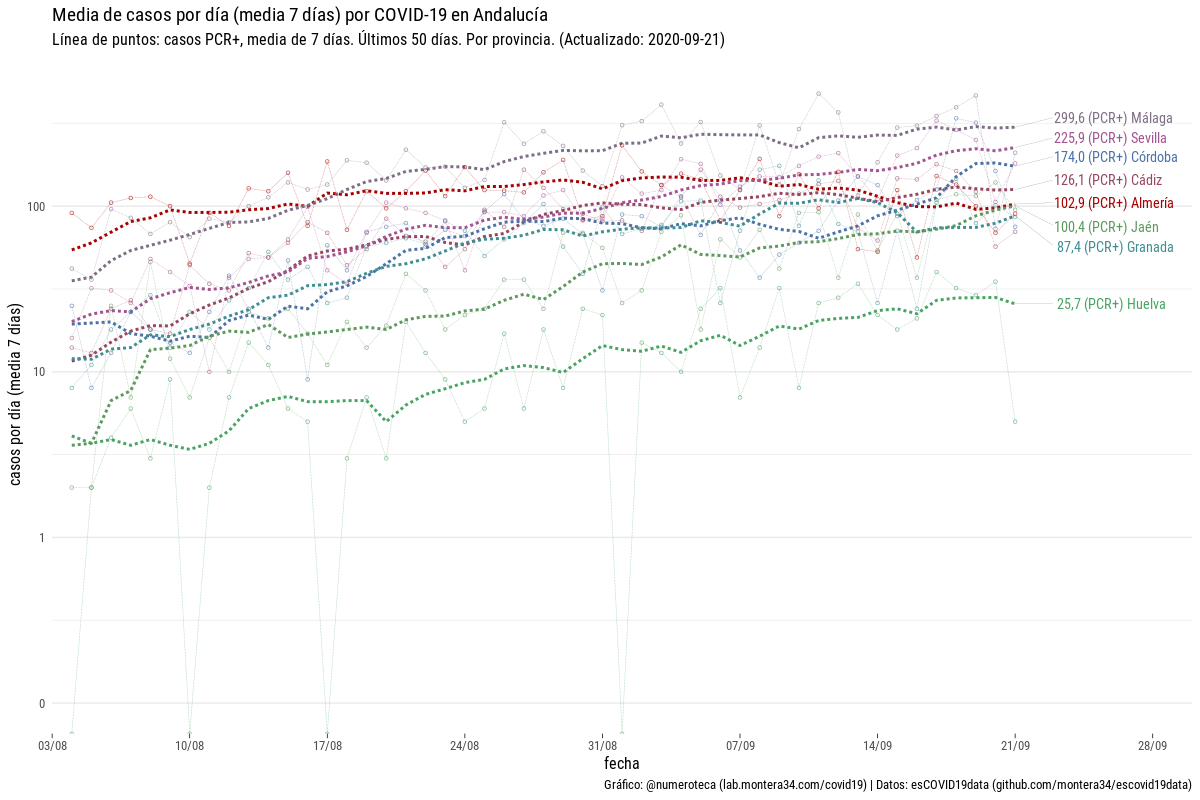 Media de casos por día (media 7 días) por COVID-19 en Andalucía
Línea de puntos: casos PCR+, media de 7 días. Últimos 50 días. Por provincia. (Actualizado: 2020-09-21)
299,6 (PCR+) Málaga
225,9 (PCR+) Sevilla
174,0 (PCR+) Córdoba
126,1 (PCR+) Cádiz
102,9 (PCR+) Almería
100,4 (PCR+) Jaén
87,4 (PCR+) Granada
25,7 (PCR+) Huelva
casos por día (media 7 días)
100
10
1
0
03/08 10/08 17/08 24/08 31/08 07/09 14/09 21/09 28/09
fecha
Gráfico: @numeroteca (lab.montera34.com/covid19) | Datos: esCOVID19data (github.com/montera34/escovid19data)